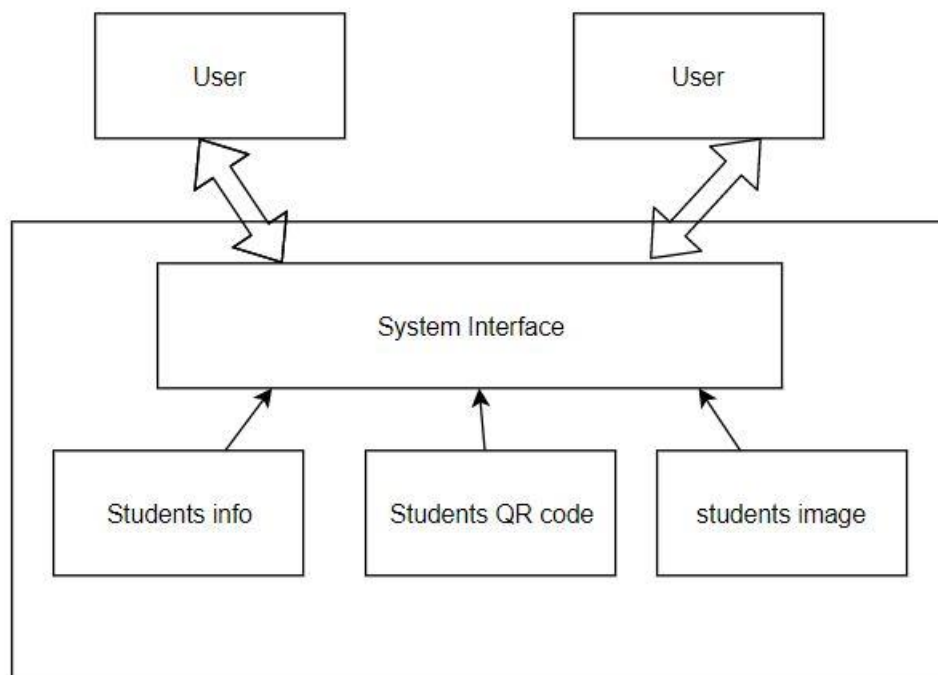 User
User
System Interface
Students info
Students QR code
students image